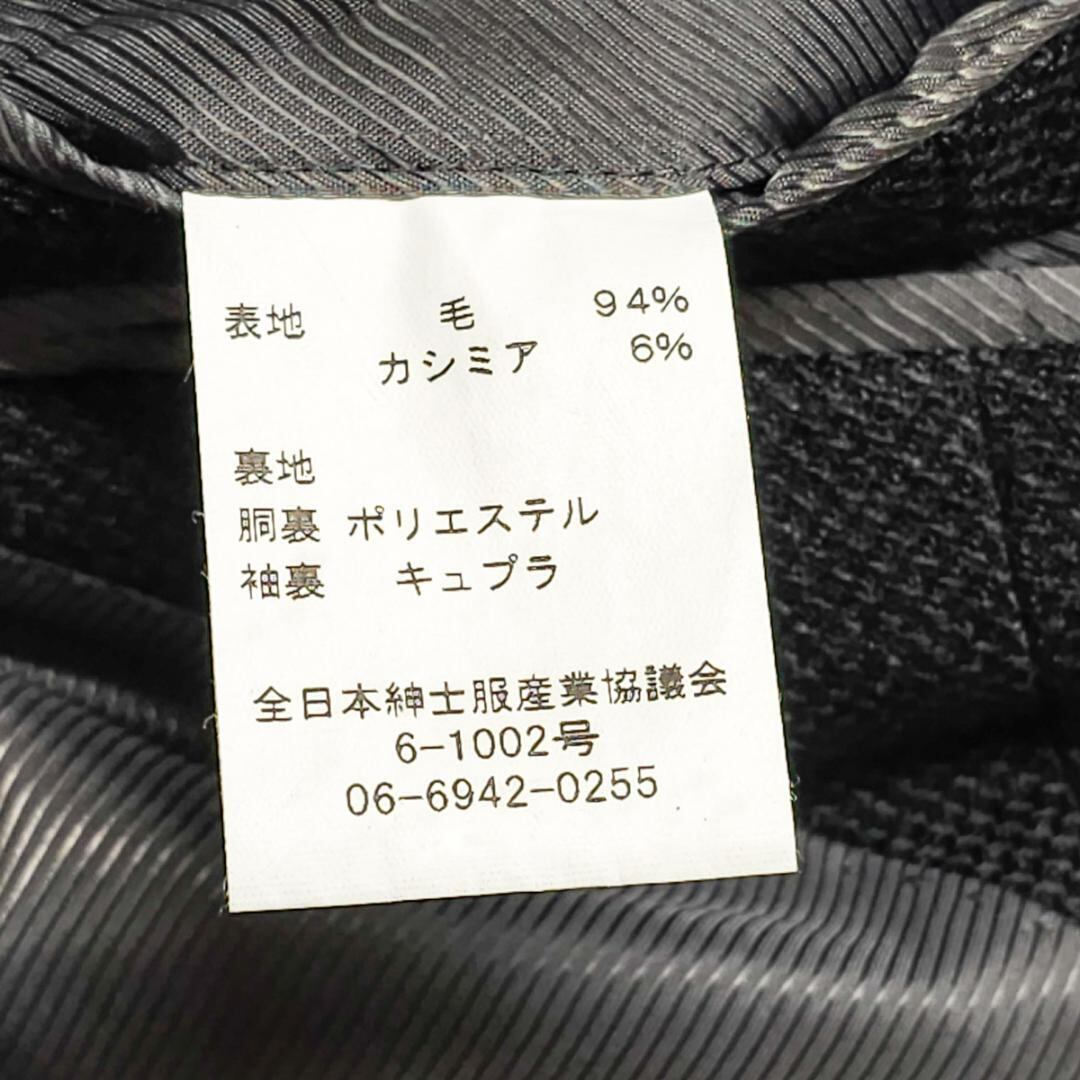 表地 毛 94%
カシミア 6%
裏地
胴裏 ポリエステル
袖裏 キュプラ
全日本紳士服産業協議会
6-1002号
06-6942-0255